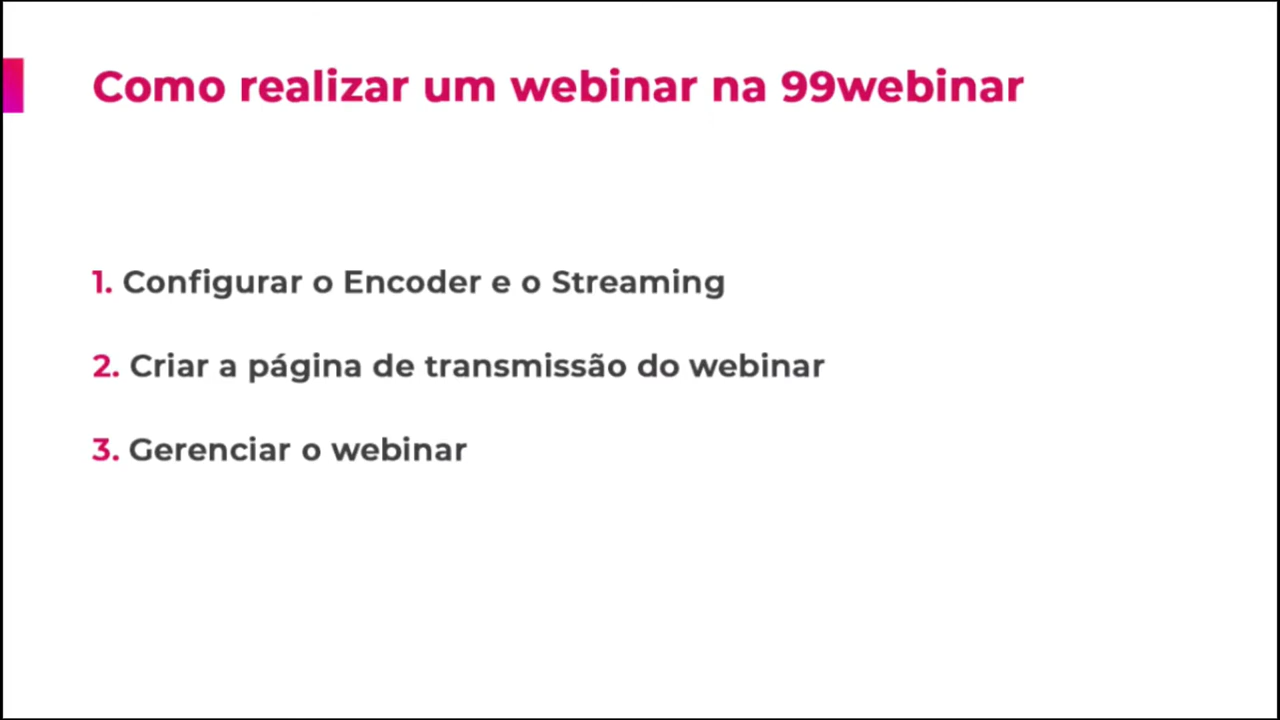 Como realizar um webinar na 99webinar
1. Configurar o Encoder e o Streaming
2. Criar a página de transmissão do webinar
3. Gerenciar o webinar